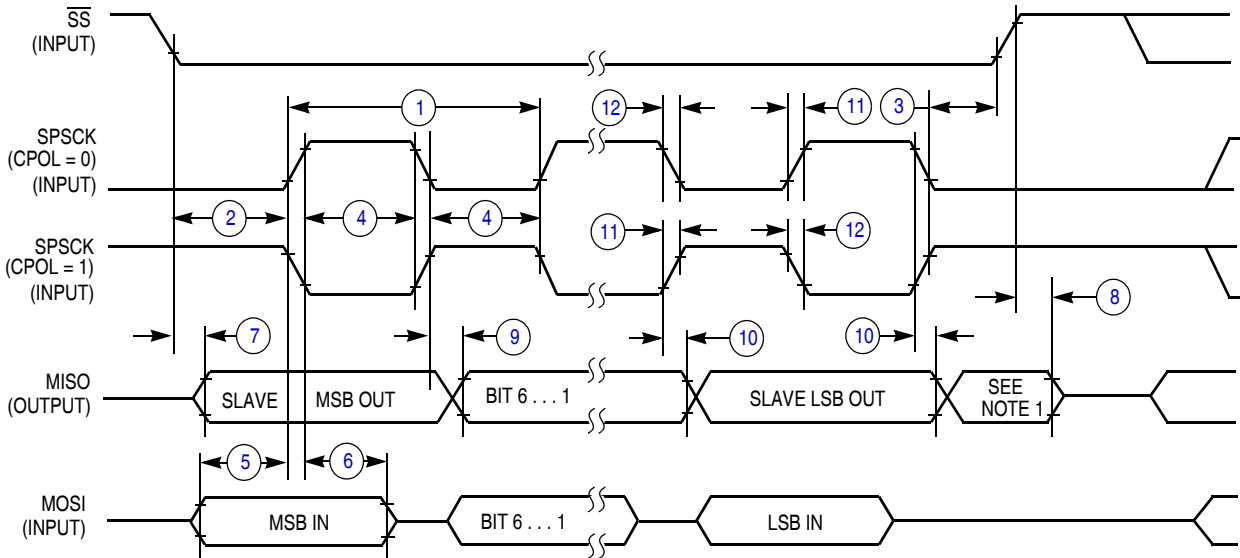 SS
(INPUT)
1
12
11
3
SPSCK
(CPOL = 0)
(INPUT)
2
4
4
11
12
SPSCK
(CPOL = 1)
(INPUT)
8
7
9
10
10
MISO
(OUTPUT)
SLAVE MSB OUT
BIT 6 . . . 1
SLAVE LSB OUT
SEE
NOTE 1
5
6
MOSI
(INPUT)
MSB IN
BIT 6 . . . 1
LSB IN